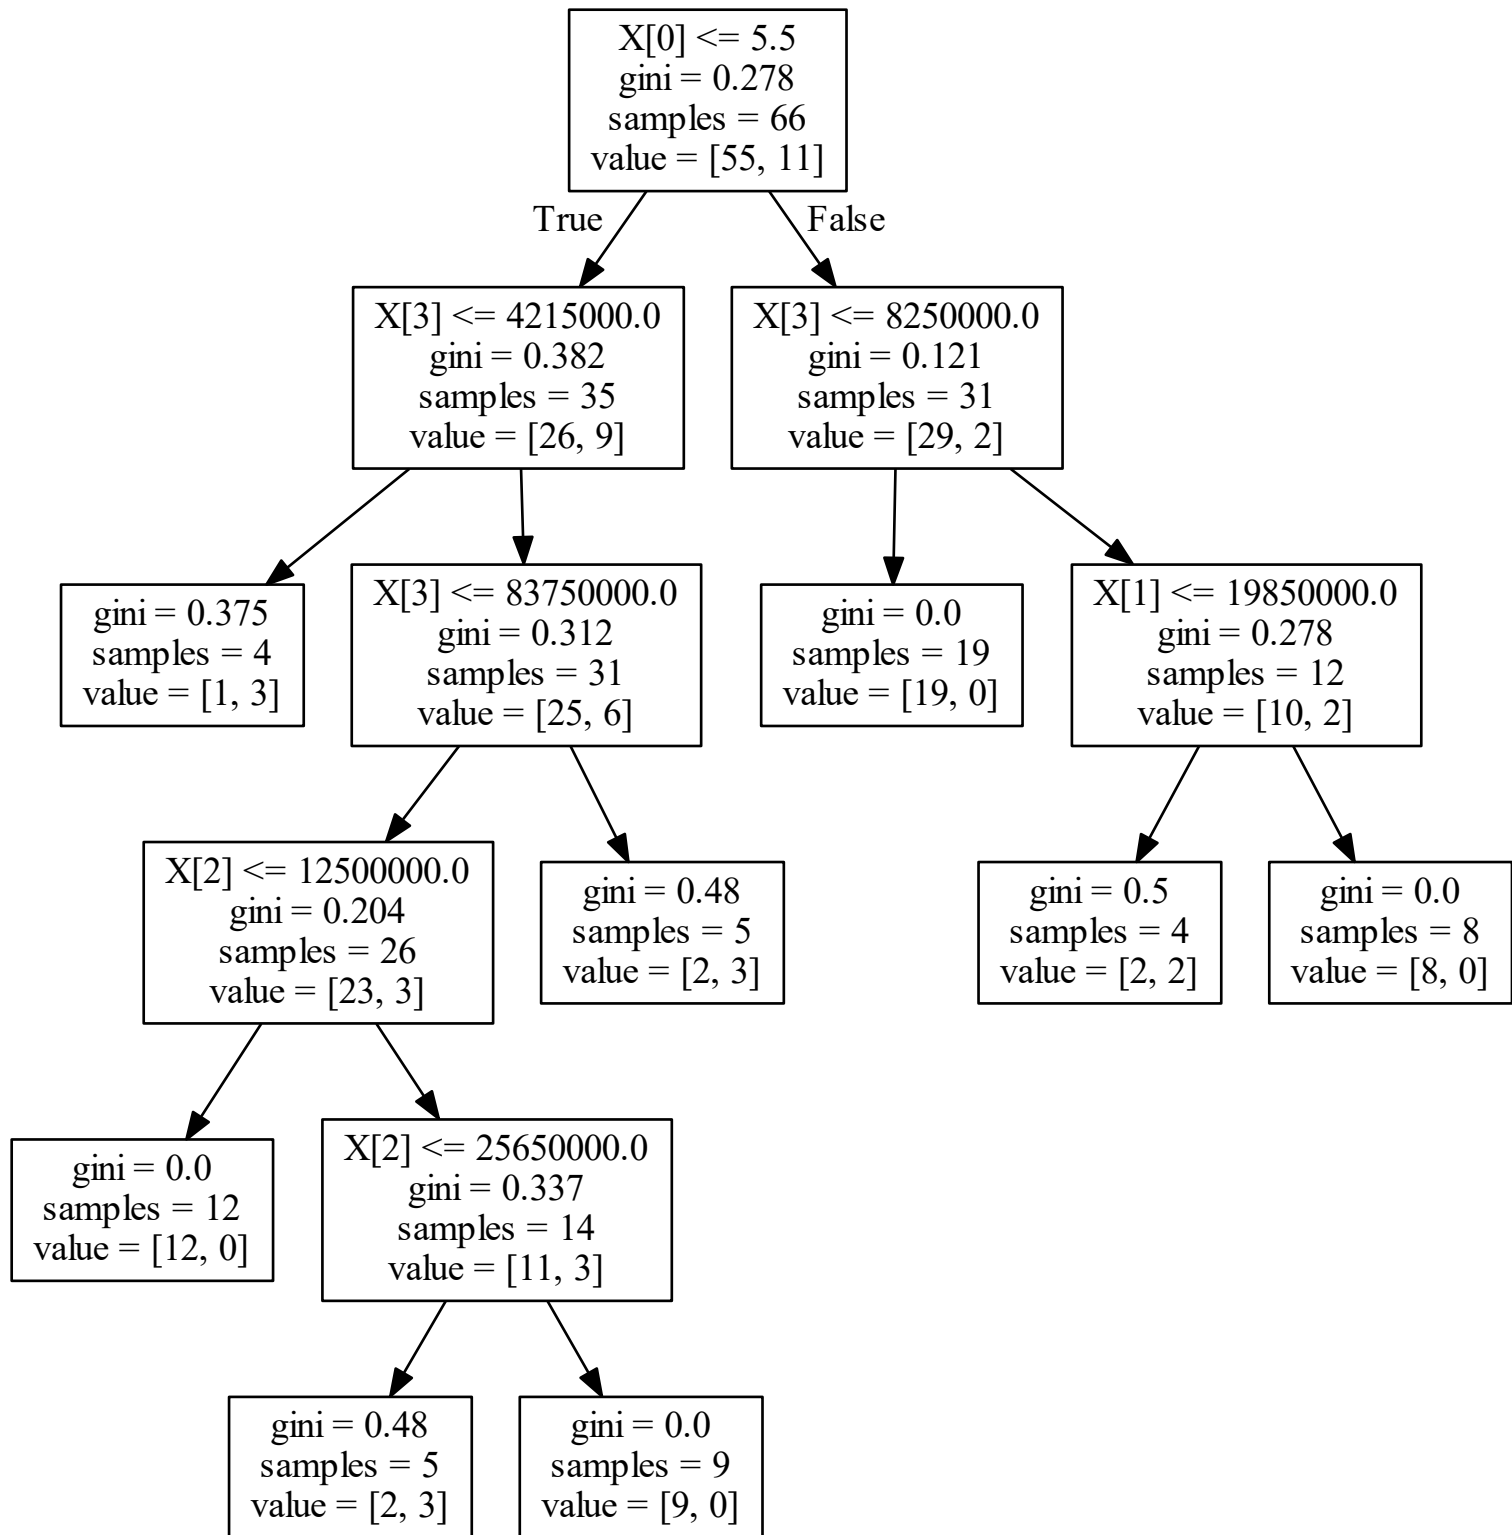 X[0] <= 5.5
gini = 0.278
samples = 66
value = [55, 11]
True
False
X[3] <= 4215000.0
gini = 0.382
samples = 35
value = [26, 9]
X[3] <= 8250000.0
gini = 0.121
samples = 31
value = [29, 2]
gini = 0.375
samples = 4
value = [1, 3]
X[3] <= 83750000.0
gini = 0.312
samples = 31
value = [25, 6]
gini = 0.0
samples = 19
value = [19, 0]
X[1] <= 19850000.0
gini = 0.278
samples = 12
value = [10, 2]
X[2] <= 12500000.0
gini = 0.204
samples = 26
value = [23, 3]
gini = 0.48
samples = 5
value = [2, 3]
gini = 0.5
samples = 4
value = [2, 2]
gini = 0.0
samples = 8
value = [8, 0]
gini = 0.0
samples = 12
value = [12, 0]
X[2] <= 25650000.0
gini = 0.337
samples = 14
value = [11, 3]
gini = 0.48
samples = 5
value = [2, 3]
gini = 0.0
samples = 9
value = [9, 0]